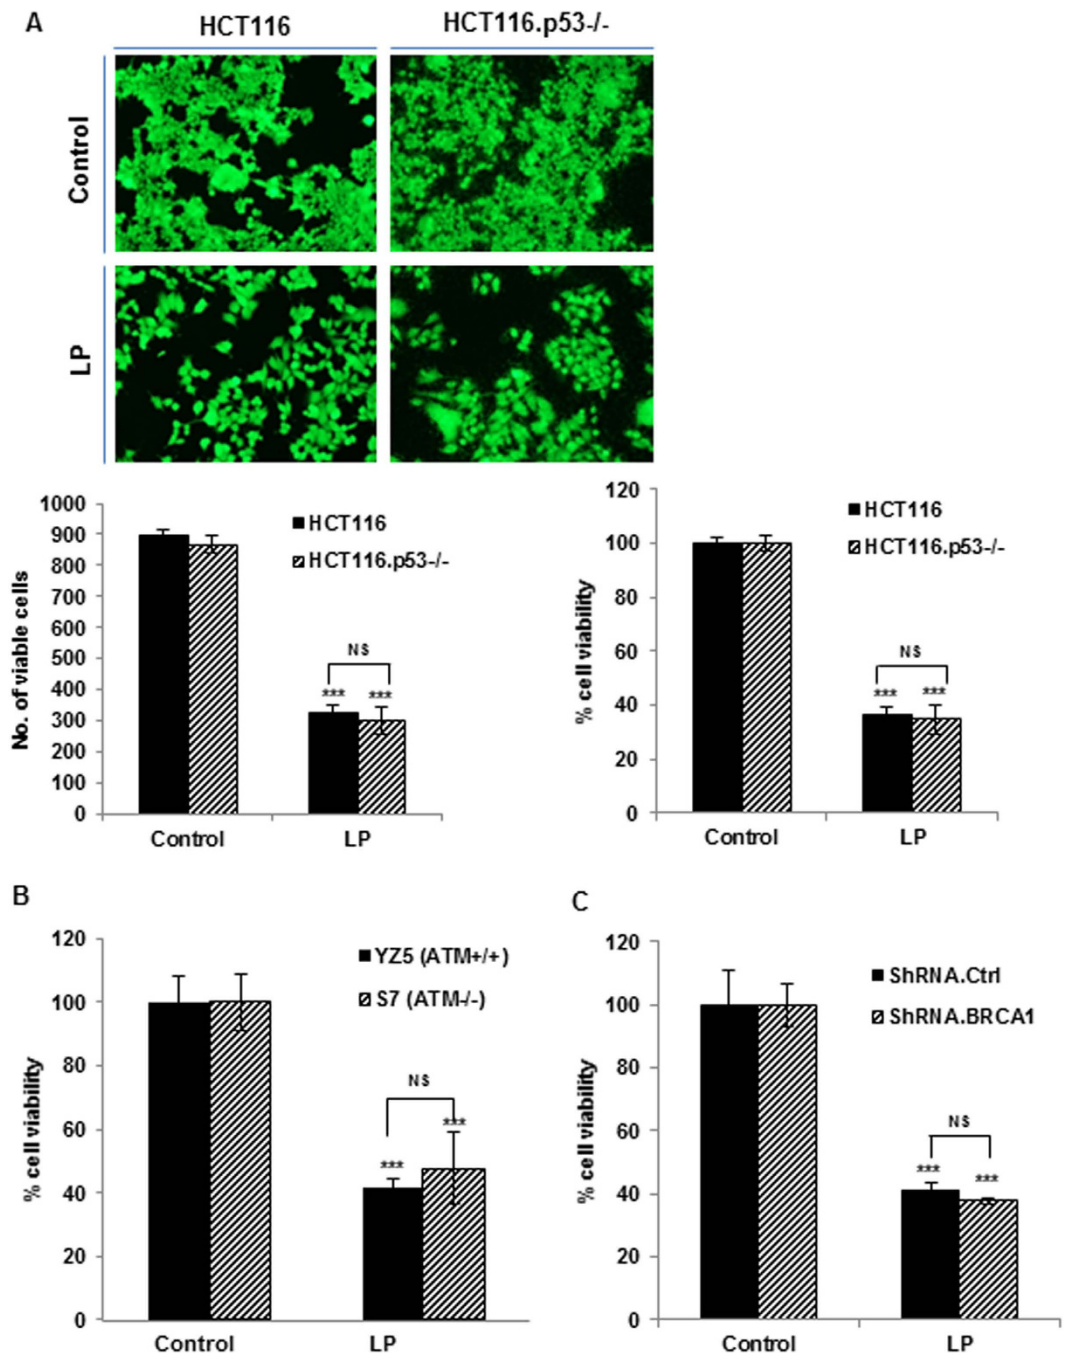 A
HCT116
HCT116.p53-/-
Control
LP
No. of viable cells
1000
900
800
700
600
500
400
300
200
100
0
HCT116
HCT116.p53-/-
NS
*** ***
Control LP
% cell viability
120
100
80
60
40
20
0
HCT116
HCT116.p53-/-
NS
*** ***
Control LP
B
% cell viability
120
100
80
60
40
20
0
YZ5 (ATM+/+)
S7 (ATM-/-)
NS
***
***
Control LP
C
% cell viability
120
100
80
60
40
20
0
ShRNA.Ctrl
ShRNA.BRCA1
NS
***
***
Control LP